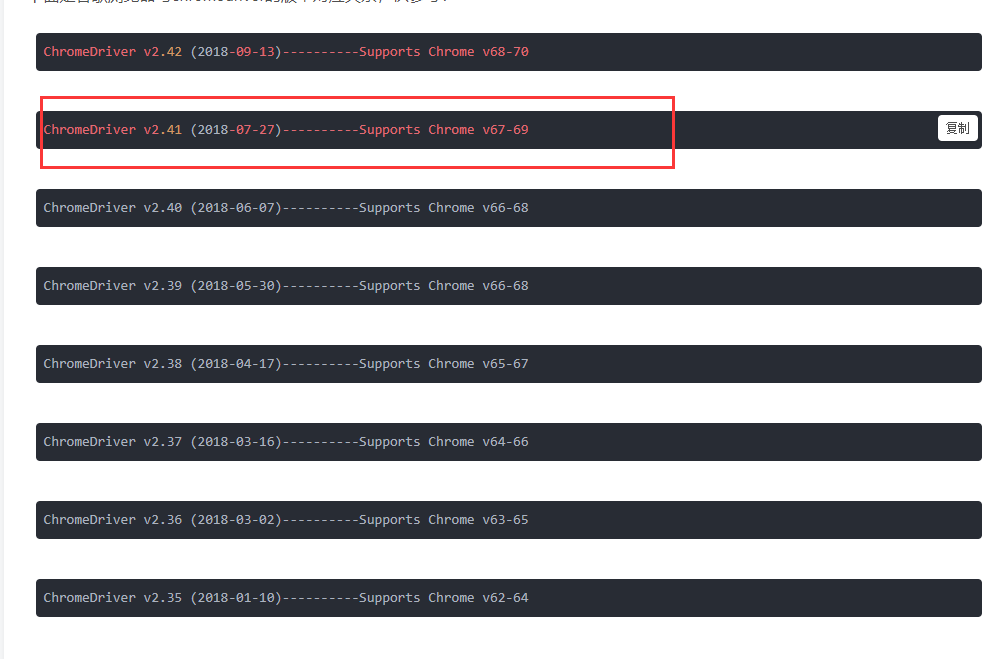 ChromeDriver v2.42 (2018-09-13)----------Supports Chrome v68-70
ChromeDriver v2.41 (2018-07-27)----------Supports Chrome v67-69
复制
ChromeDriver v2.40 (2018-06-07)----------Supports Chrome v66-68
ChromeDriver v2.39 (2018-05-30)----------Supports Chrome v66-68
ChromeDriver v2.38 (2018-04-17)----------Supports Chrome v65-67
ChromeDriver v2.37 (2018-03-16)----------Supports Chrome v64-66
ChromeDriver v2.36 (2018-03-02)----------Supports Chrome v63-65
ChromeDriver v2.35 (2018-01-10)----------Supports Chrome v62-64